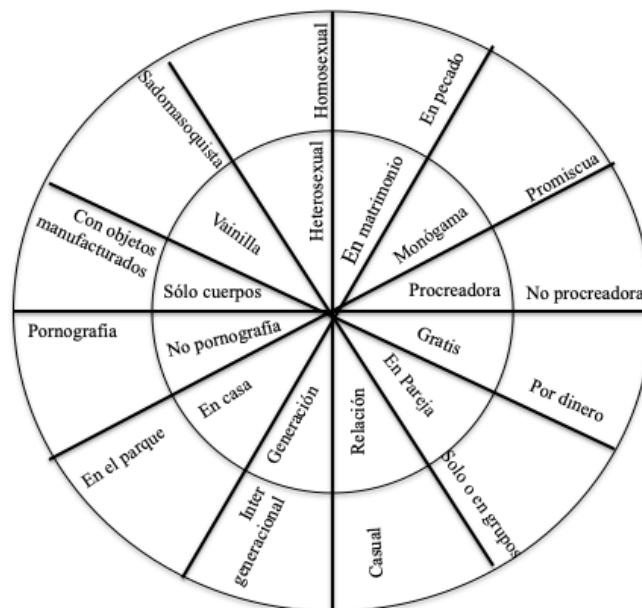 Homosexual
Heterosexual
En pecado
En matrimonio
Promiscua
Monógama
No procreadora
Procreadora
Por dinero
Gratis
Solo o en grupos
En Pareja
Casual
Relación
Inter
generacional
Generación
En el parque
En casa
Pornografía
No pornografía
Con objetos
manufacturados
Sólo cuerpos
Sadomasoquista
Vainilla